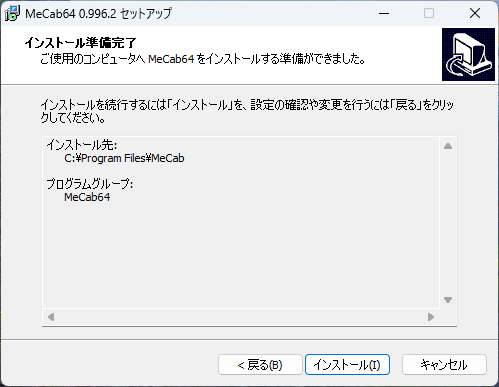 MeCab64 0.996.2 セットアップ
インストール準備完了
ご使用のコンピュータへ MeCab64 をインストールする準備ができました。
インストールを続行するには「インストール」を、設定の確認や変更を行うには「戻る」をクリッ
クしてください。
インストール先:
C:¥Program Files¥MeCab
プログラムグループ:
MeCab64
< 戻る(B)
インストール(I)
キャンセル